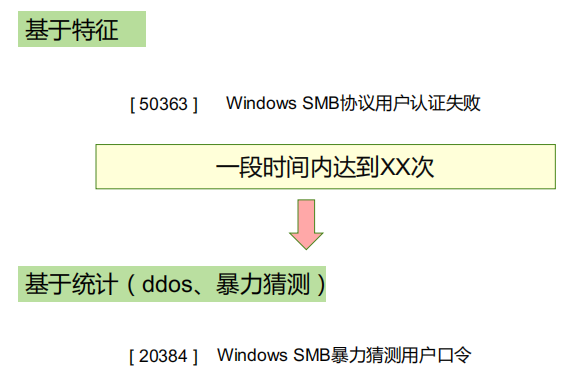 基于特征
[ 50363 ] Windows SMB协议用户认证失败
一段时间内达到XX次
基于统计（ddos、暴力猜测）
[ 20384 ] Windows SMB暴力猜测用户口令